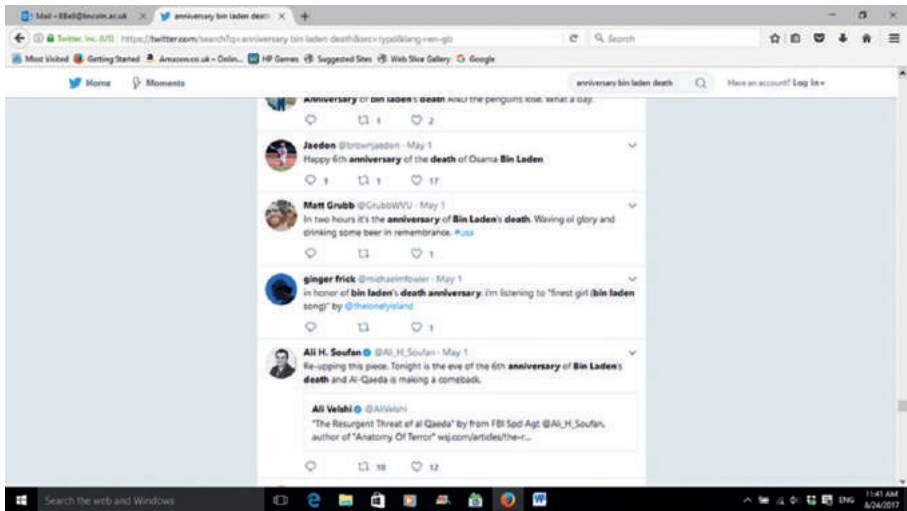 Mail - EBell@lincoln.ac.uk
anniversary bin laden death
Twitter, Inc. (US)
https://twitter.com/search?q=anniversary bin laden death&src=typd&lang=en-gb
Search
Most Visited
Getting Started
Amazon.co.uk – Onlin...
HP Games
Suggested Sites
Web Slice Gallery
Google
Home
Moments
anniversary bin laden death
Have an account? Log in
Anniversary of bin laden's death AND the penguins lose. What a day.
1 2
Jaedon @brownjaedon · May 1
Happy 6th anniversary of the death of Osama Bin Laden
1 1 17
Matt Grubb @GrubbWVU · May 1
In two hours it's the anniversary of Bin Laden's death. Waving ol glory and
drinking some beer in remembrance. #usa
1
ginger frick @michaelmfowler · May 1
in honor of bin laden's death anniversary, i'm listening to "finest girl (bin laden
song)" by @thelonelyisland
1
Ali H. Soufan @Ali_H_Soufan · May 1
Re-upping this piece. Tonight is the eve of the 6th anniversary of Bin Laden's
death and Al-Qaeda is making a comeback.
Ali Velshi @AliVelshi
"The Resurgent Threat of al Qaeda" by from FBI Spcl Agt @Ali_H_Soufan,
author of "Anatomy Of Terror" wsj.com/articles/the-r...
18 12
Search the web and Windows
ENG
11:41 AM
8/24/2017